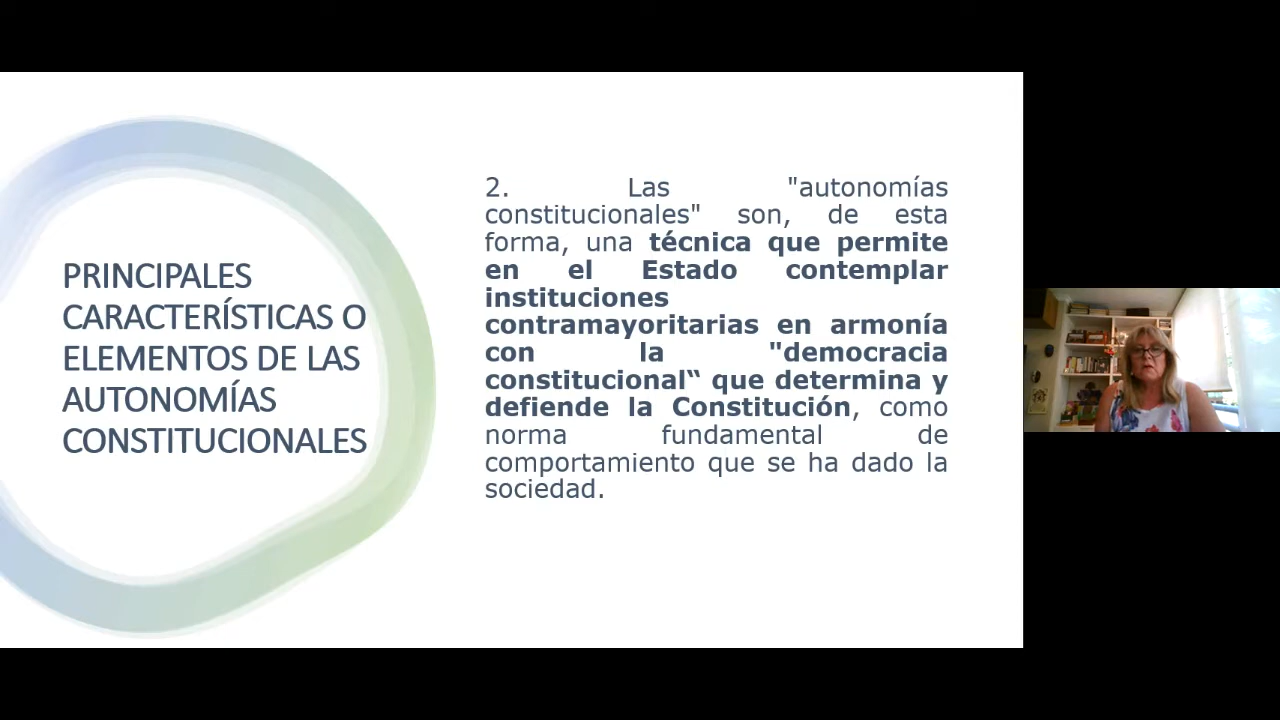 PRINCIPALES
CARACTERÍSTICAS O
ELEMENTOS DE LAS
AUTONOMÍAS
CONSTITUCIONALES
2. Las "autonomías
constitucionales" son, de esta
forma, una técnica que permite
en el Estado contemplar
instituciones
contramayoritarias en armonía
con la "democracia
constitucional“ que determina y
defiende la Constitución, como
norma fundamental de
comportamiento que se ha dado la
sociedad.